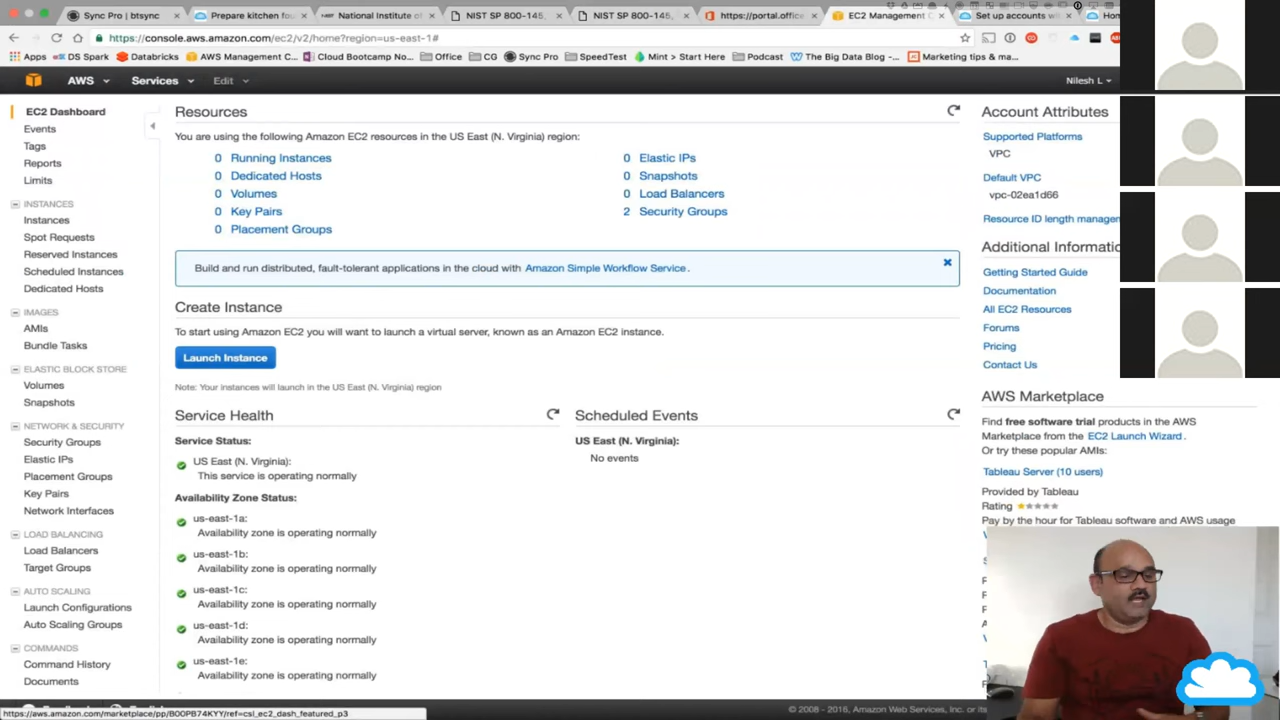 Sync Pro | btsync
Prepare kitchen fo
National Institute of
NIST SP 800-145,
NIST SP 800-145,
https://portal.office
EC2 Management C
Set up accounts wi
Hom
https://console.aws.amazon.com/ec2/v2/home?region=us-east-1#
Apps
DS Spark
Databricks
AWS Management C...
Cloud Bootcamp No...
Office
CG
Sync Pro
SpeedTest
Mint > Start Here
Podcast
The Big Data Blog -...
Marketing tips & ma...
AWS
Services
Edit
Nilesh L
EC2 Dashboard
Events
Tags
Reports
Limits
INSTANCES
Instances
Spot Requests
Reserved Instances
Scheduled Instances
Dedicated Hosts
IMAGES
AMIs
Bundle Tasks
ELASTIC BLOCK STORE
Volumes
Snapshots
NETWORK & SECURITY
Security Groups
Elastic IPs
Placement Groups
Key Pairs
Network Interfaces
LOAD BALANCING
Load Balancers
Target Groups
AUTO SCALING
Launch Configurations
Auto Scaling Groups
COMMANDS
Command History
Documents
Resources
You are using the following Amazon EC2 resources in the US East (N. Virginia) region:
0 Running Instances
0 Dedicated Hosts
0 Volumes
0 Key Pairs
0 Placement Groups
0 Elastic IPs
0 Snapshots
0 Load Balancers
2 Security Groups
Build and run distributed, fault-tolerant applications in the cloud with Amazon Simple Workflow Service.
Create Instance
To start using Amazon EC2 you will want to launch a virtual server, known as an Amazon EC2 instance.
Launch Instance
Note: Your instances will launch in the US East (N. Virginia) region
Service Health
Service Status:
US East (N. Virginia):
This service is operating normally
Availability Zone Status:
us-east-1a:
Availability zone is operating normally
us-east-1b:
Availability zone is operating normally
us-east-1c:
Availability zone is operating normally
us-east-1d:
Availability zone is operating normally
us-east-1e:
Availability zone is operating normally
Scheduled Events
US East (N. Virginia):
No events
Account Attributes
Supported Platforms
VPC
Default VPC
vpc-02ea1d66
Resource ID length managem
Additional Informatio
Getting Started Guide
Documentation
All EC2 Resources
Forums
Pricing
Contact Us
AWS Marketplace
Find free software trial products in the AWS
Marketplace from the EC2 Launch Wizard.
Or try these popular AMIs:
Tableau Server (10 users)
Provided by Tableau
Rating
Pay by the hour for Tableau software and AWS usage
https://aws.amazon.com/marketplace/pp/B00PB74KYY/ref=csl_ec2_dash_featured_p3
© 2008 - 2016, Amazon Web Services, Inc. or its